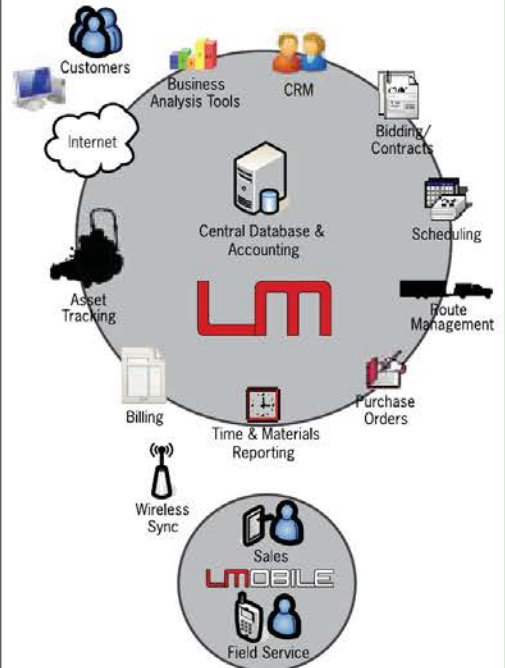 Customers
Business
Analysis Tools
CRM
Bidding/
Contracts
Internet
Central Database &
Accounting
Scheduling
LM
Asset
Tracking
Route
Management
Billing
Time & Materials
Reporting
Purchase
Orders
Wireless
Sync
Sales
LMOBILE
Field Service